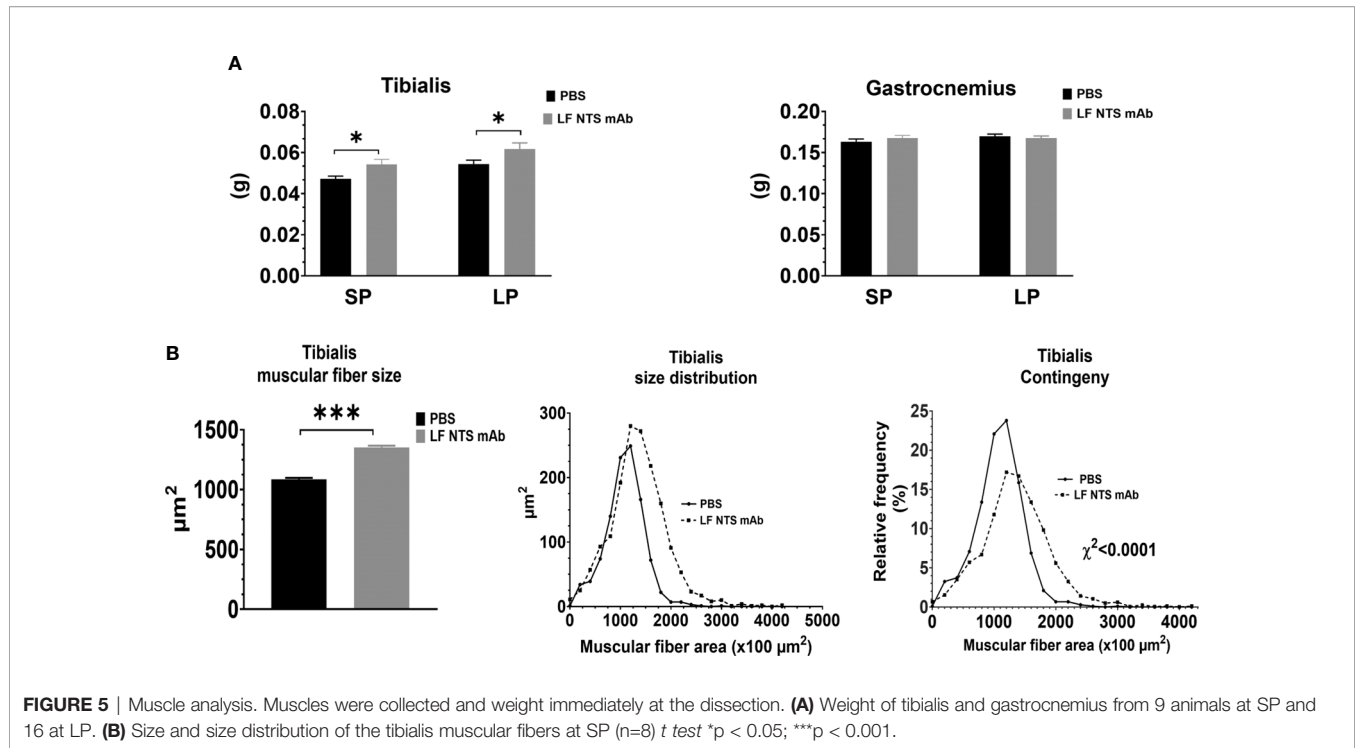 A
Tibialis
PBS
LF NTS mAb
0.08
0.06
0.04
0.02
0.00
(g)
*
*
SP
LP
Gastrocnemius
PBS
LF NTS mAb
0.20
0.15
0.10
0.05
0.00
(g)
SP
LP
B
Tibialis
muscular fiber size
***
PBS
LF NTS mAb
1500
1000
500
0
µm²
Tibialis
size distribution
300
200
100
0
µm²
PBS
LF NTS mAb
0
1000
2000
3000
4000
5000
Muscular fiber area (x100 µm²)
Tibialis
Contingeny
25
20
15
10
5
0
Relative frequency
(%)
PBS
LF NTS mAb
χ²<0.0001
0
1000
2000
3000
4000
Muscular fiber area (x100 µm²)
FIGURE 5 | Muscle analysis. Muscles were collected and weight immediately at the dissection. (A) Weight of tibialis and gastrocnemius from 9 animals at SP and
16 at LP. (B) Size and size distribution of the tibialis muscular fibers at SP (n=8) t test *p < 0.05; ***p < 0.001.